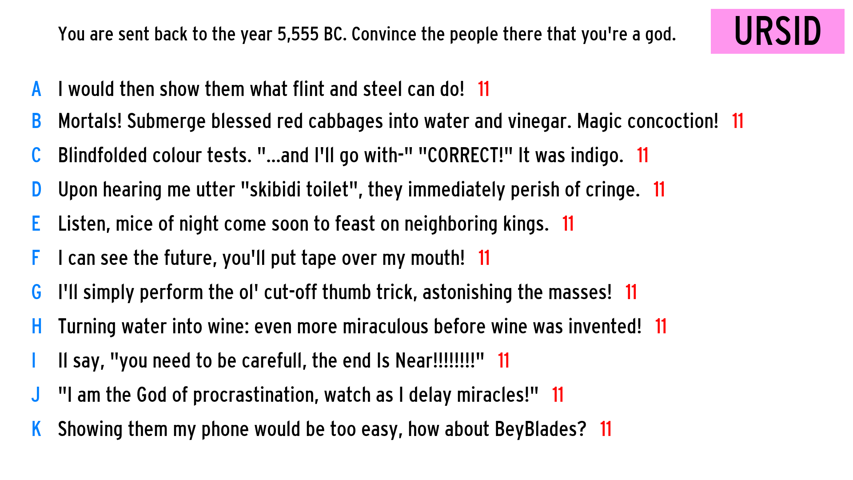 You are sent back to the year 5,555 BC. Convince the people there that you're a god.
URSID
A I would then show them what flint and steel can do! 11
B Mortals! Submerge blessed red cabbages into water and vinegar. Magic concoction! 11
C Blindfolded colour tests. "...and I'll go with-" "CORRECT!" It was indigo. 11
D Upon hearing me utter "skibidi toilet", they immediately perish of cringe. 11
E Listen, mice of night come soon to feast on neighboring kings. 11
F I can see the future, you'll put tape over my mouth! 11
G I'll simply perform the ol' cut-off thumb trick, astonishing the masses! 11
H Turning water into wine: even more miraculous before wine was invented! 11
I Il say, "you need to be carefull, the end Is Near!!!!!!!!" 11
J "I am the God of procrastination, watch as I delay miracles!" 11
K Showing them my phone would be too easy, how about BeyBlades? 11